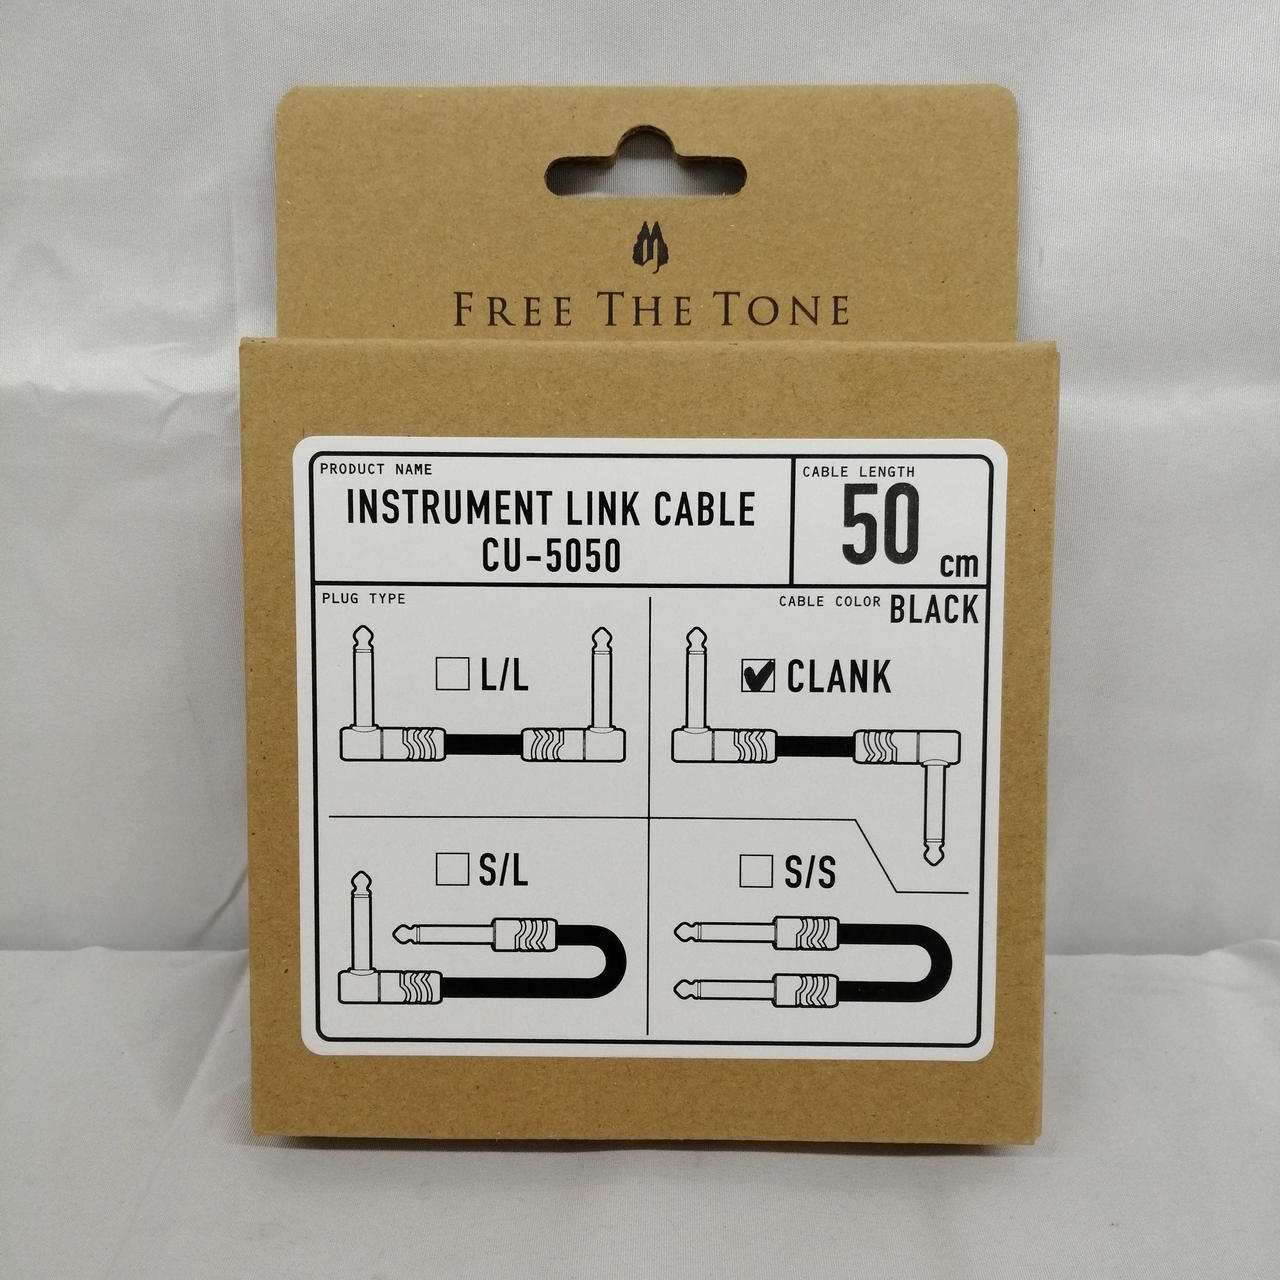 FREE THE TONE
PRODUCT NAME
INSTRUMENT LINK CABLE
CU-5050
CABLE LENGTH
50 cm
PLUG TYPE
CABLE COLOR BLACK
L/L
CLANK
S/L
S/S